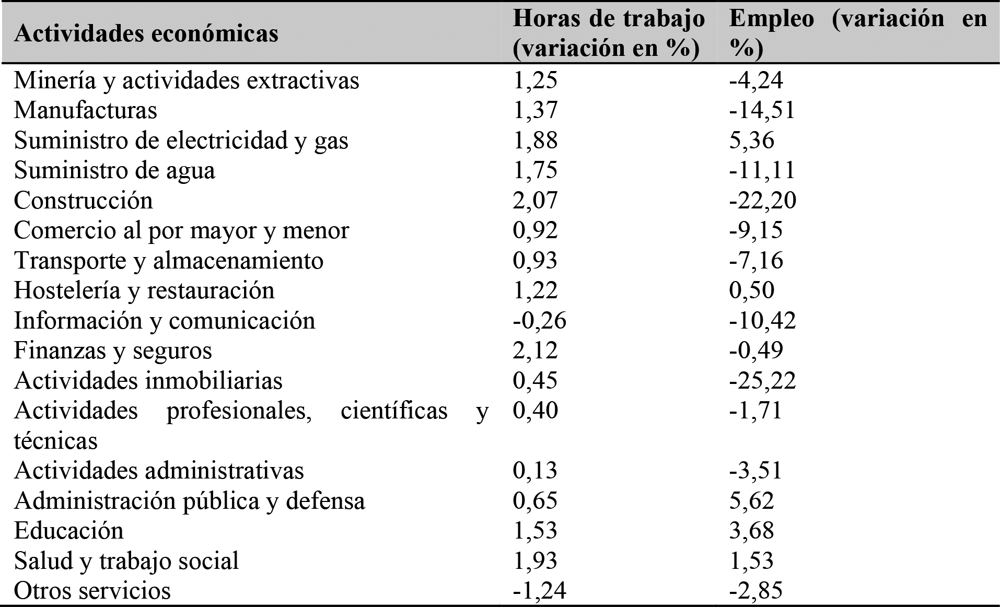 Actividades económicas Horas de trabajo (variación en %) Empleo (variación en %)
Minería y actividades extractivas 1,25 -4,24
Manufacturas 1,37 -14,51
Suministro de electricidad y gas 1,88 5,36
Suministro de agua 1,75 -11,11
Construcción 2,07 -22,20
Comercio al por mayor y menor 0,92 -9,15
Transporte y almacenamiento 0,93 -7,16
Hostelería y restauración 1,22 0,50
Información y comunicación -0,26 -10,42
Finanzas y seguros 2,12 -0,49
Actividades inmobiliarias 0,45 -25,22
Actividades profesionales, científicas y 0,40 -1,71
técnicas
Actividades administrativas 0,13 -3,51
Administración pública y defensa 0,65 5,62
Educación 1,53 3,68
Salud y trabajo social 1,93 1,53
Otros servicios -1,24 -2,85